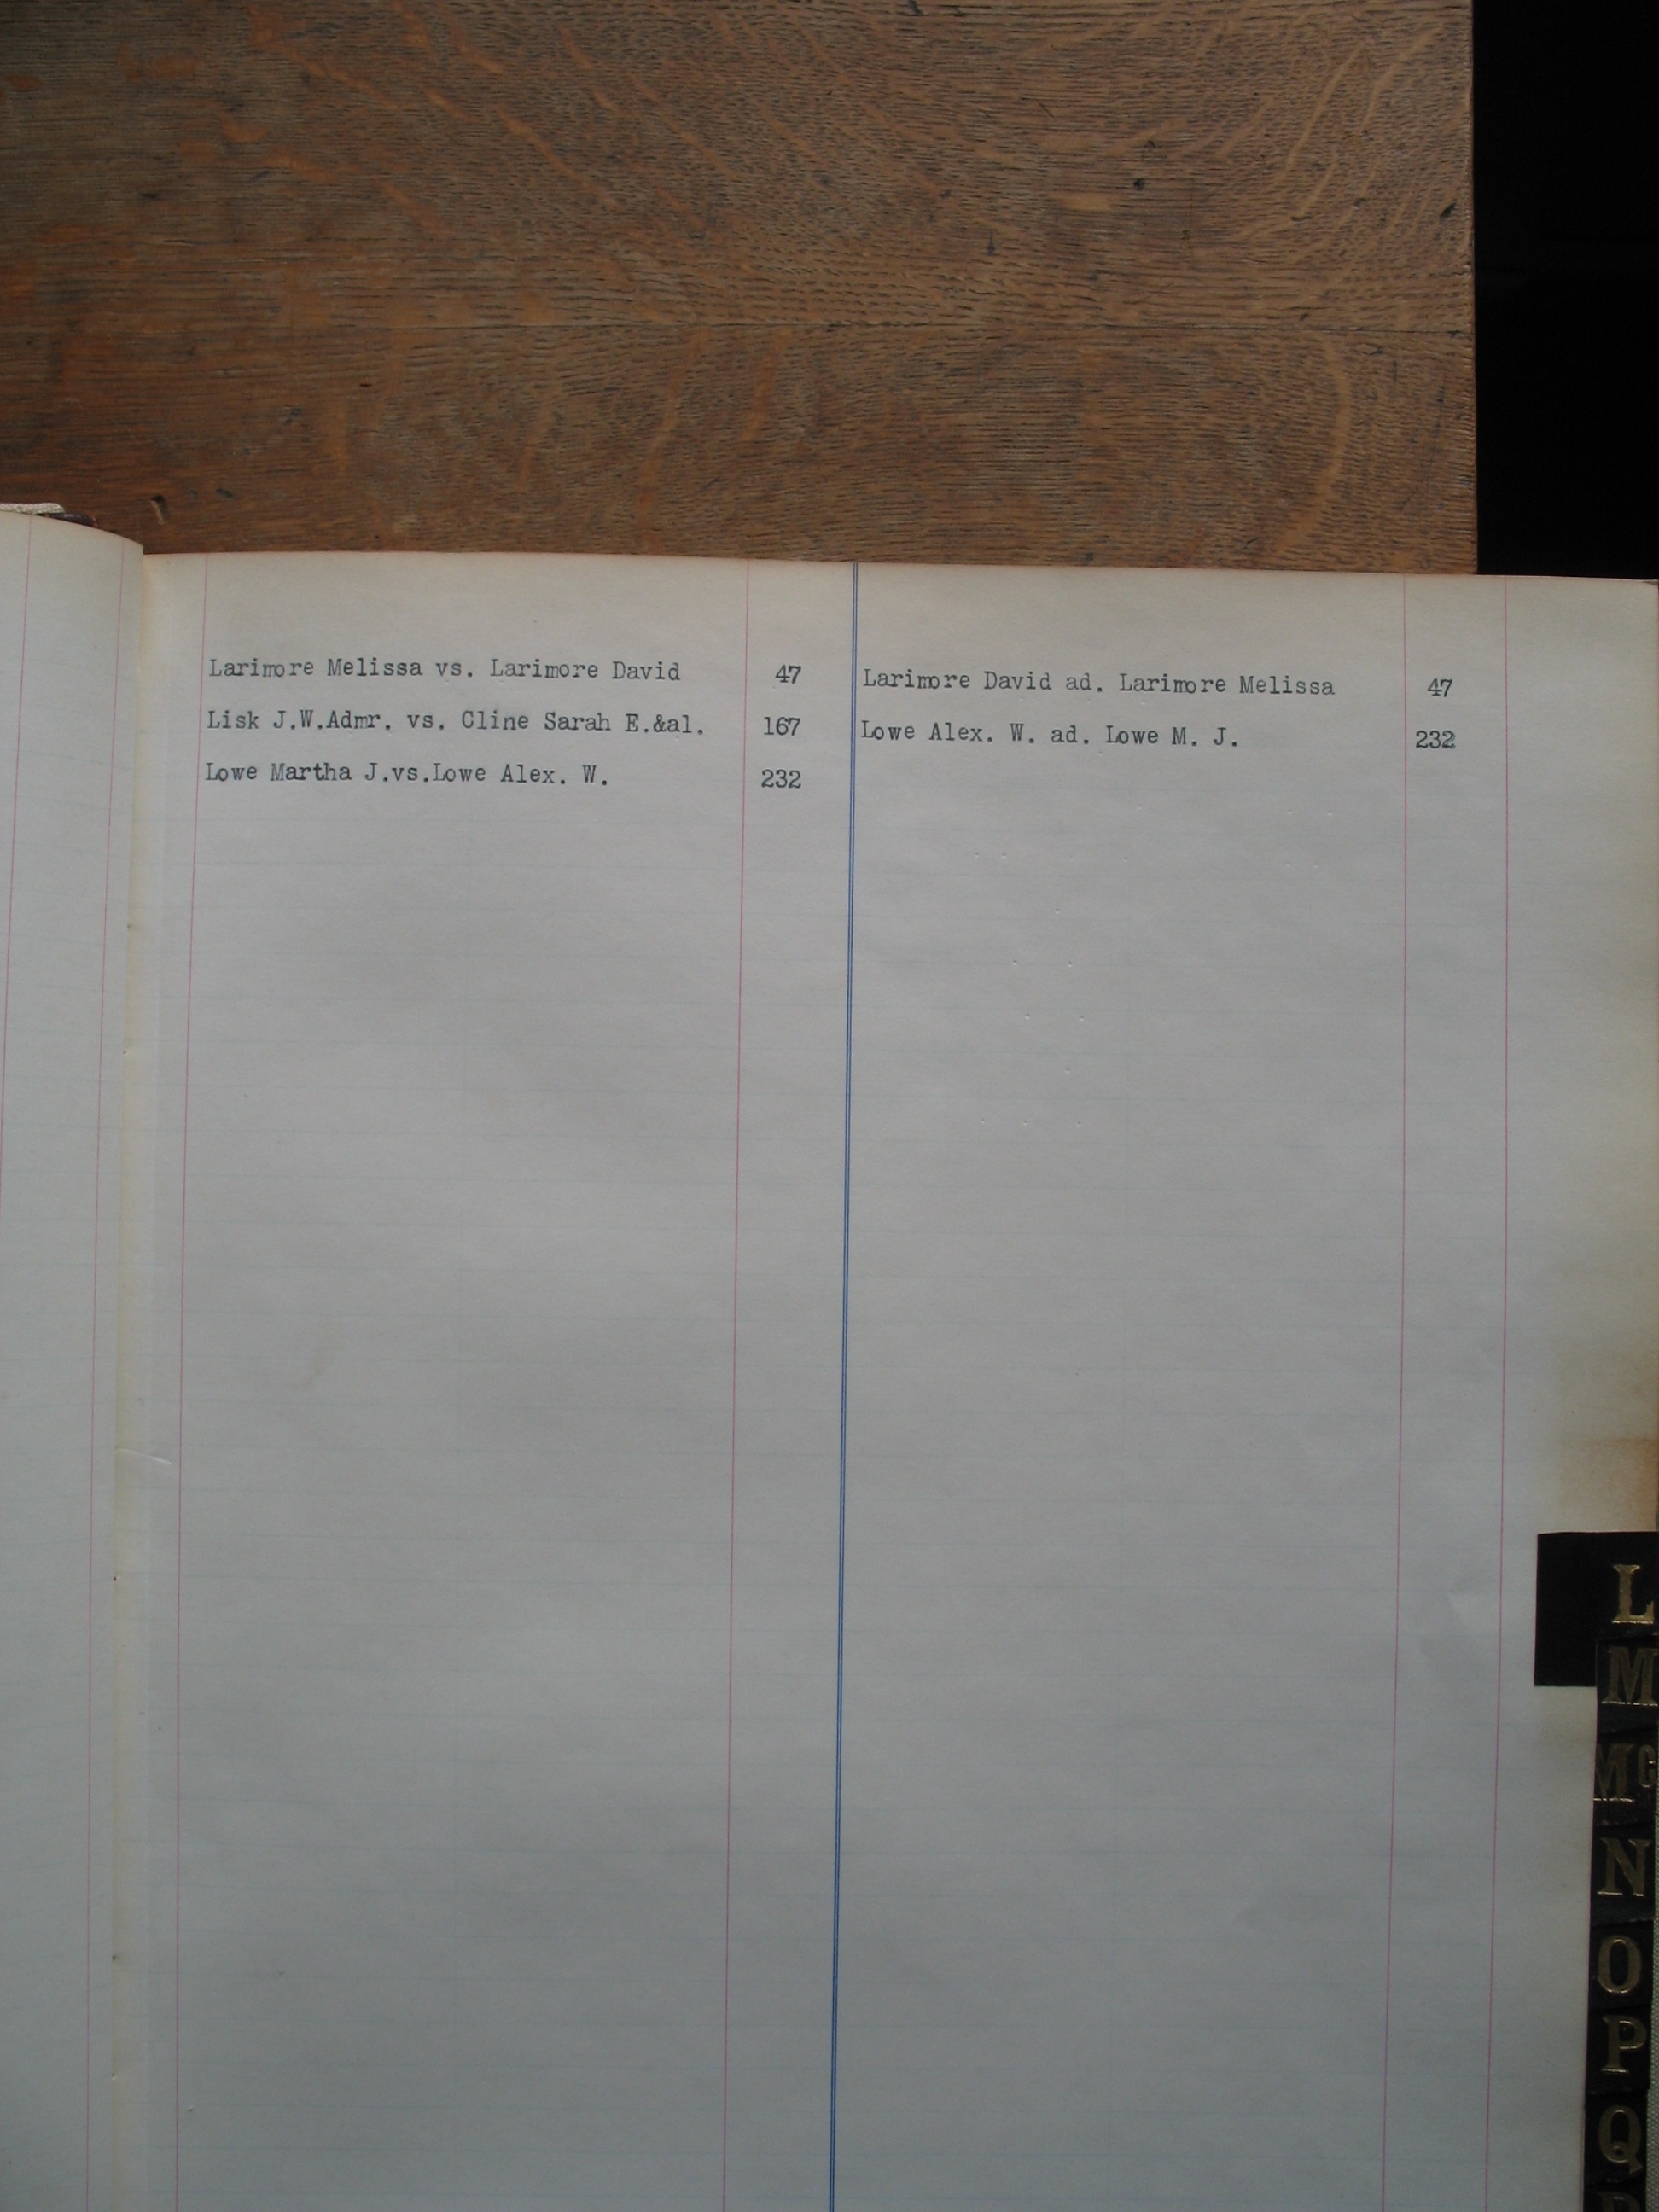 Larimore Melissa vs. Larimore David 47
Lisk J.W.Admr. vs. Cline Sarah E.&al. 167
Lowe Martha J.vs.Lowe Alex. W. 232
Larimore David ad. Larimore Melissa 47
Lowe Alex. W. ad. Lowe M. J. 232
L
M
Mc
N
O
P
Q